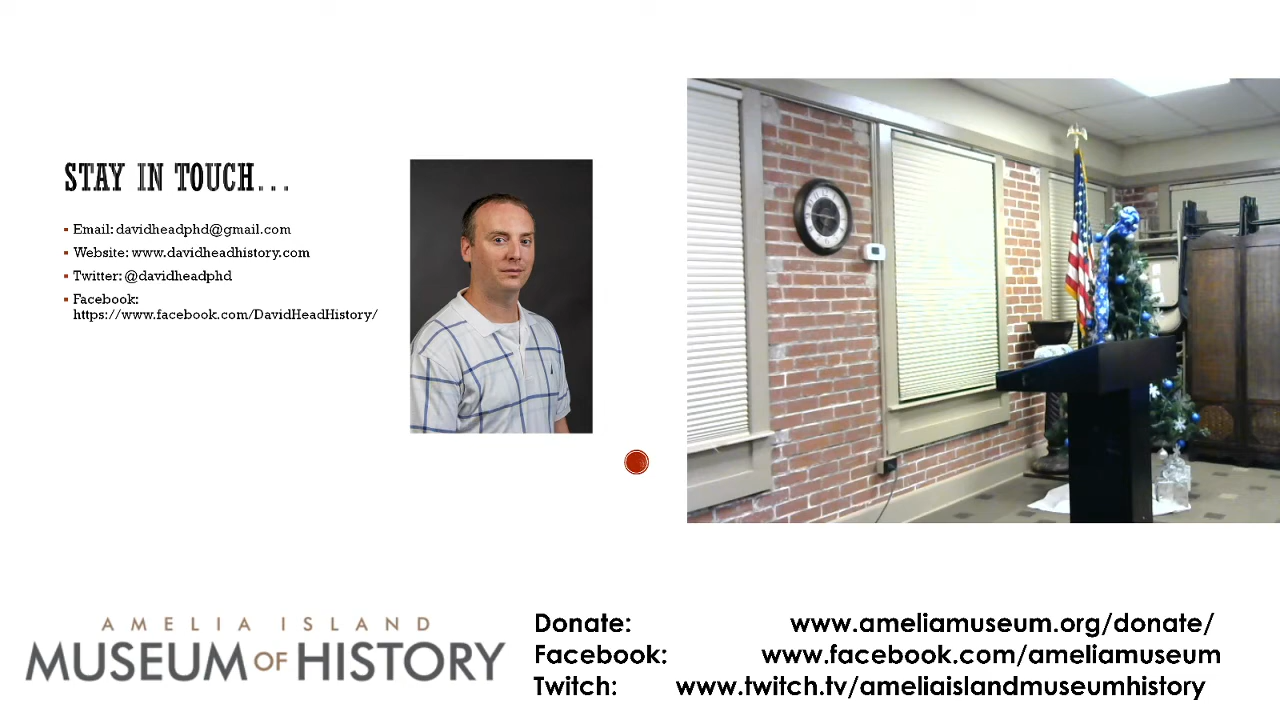 STAY IN TOUCH...
Email: davidheadphd@gmail.com
Website: www.davidheadhistory.com
Twitter: @davidheadphd
Facebook:
https://www.facebook.com/DavidHeadHistory/
AMELIA ISLAND
MUSEUM OF HISTORY
Donate: www.ameliamuseum.org/donate/
Facebook: www.facebook.com/ameliamuseum
Twitch: www.twitch.tv/ameliaislandmuseumhistory